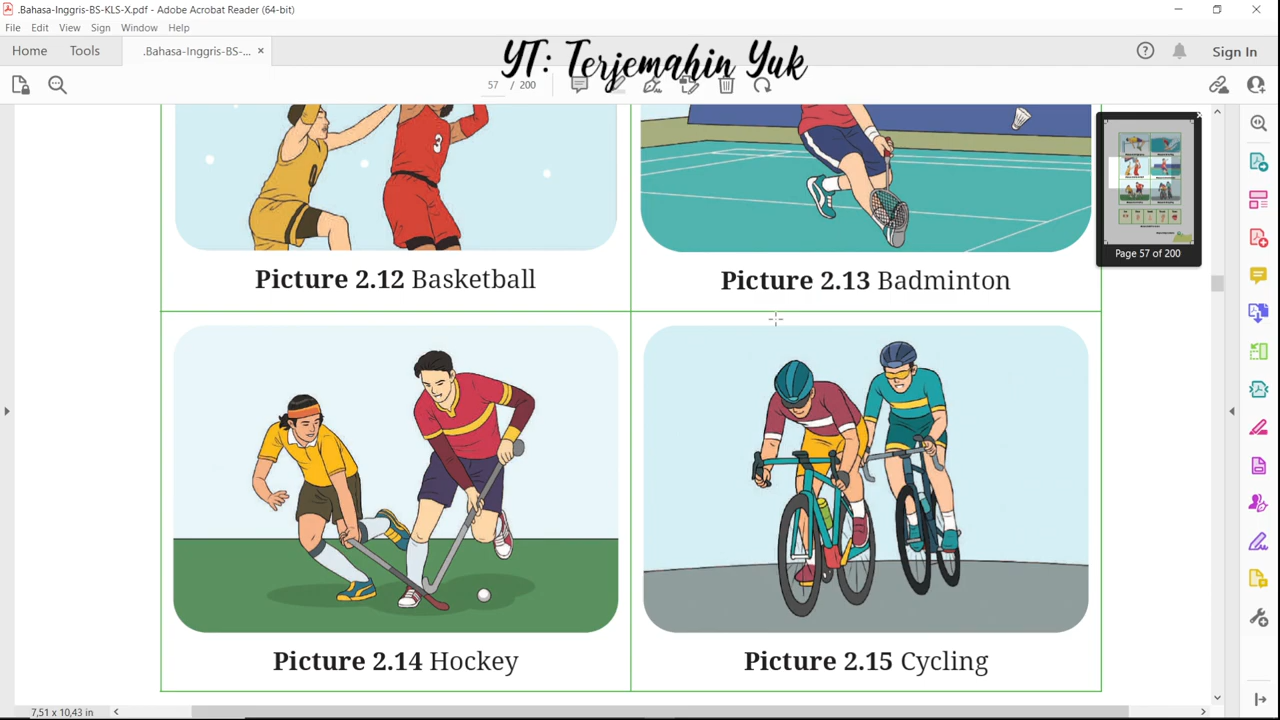 .Bahasa-Inggris-BS-KLS-X.pdf - Adobe Acrobat Reader (64-bit)
File Edit View Sign Window Help
Home Tools .Bahasa-Inggris-BS-... × Sign In
YT: Terjemahin Yuk
57 / 200
3
0
Page 57 of 200
Picture 2.12 Basketball
Picture 2.13 Badminton
Picture 2.14 Hockey
Picture 2.15 Cycling
7,51 x 10,43 in